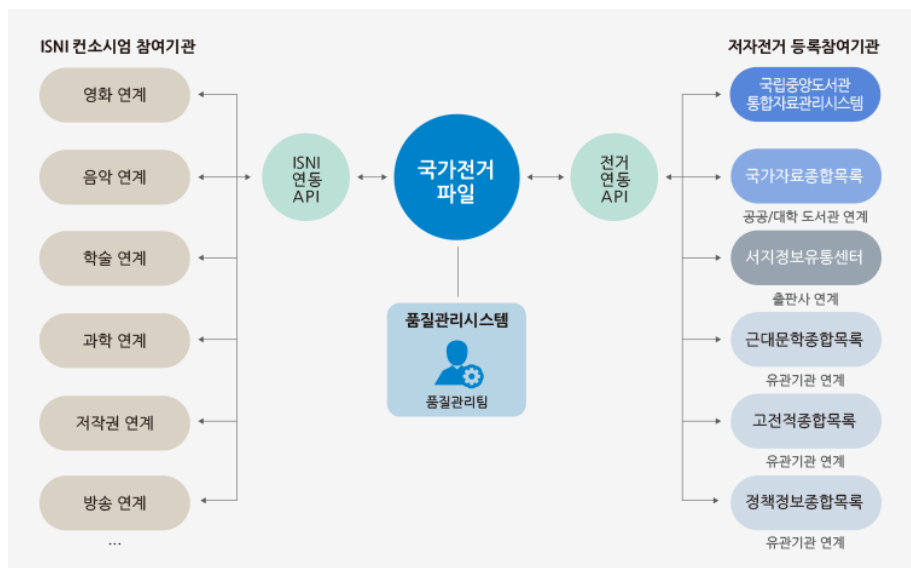 ISNI 컨소시엄 참여기관
영화 연계
음악 연계
학술 연계
과학 연계
저작권 연계
방송 연계
...
ISNI
연동
API
국가전거
파일
품질관리시스템
품질관리팀
전거
연동
API
저자전거 등록참여기관
국립중앙도서관
통합자료관리시스템
국가자료종합목록
공공/대학 도서관 연계
서지정보유통센터
출판사 연계
근대문학종합목록
유관기관 연계
고전적종합목록
유관기관 연계
정책정보종합목록
유관기관 연계